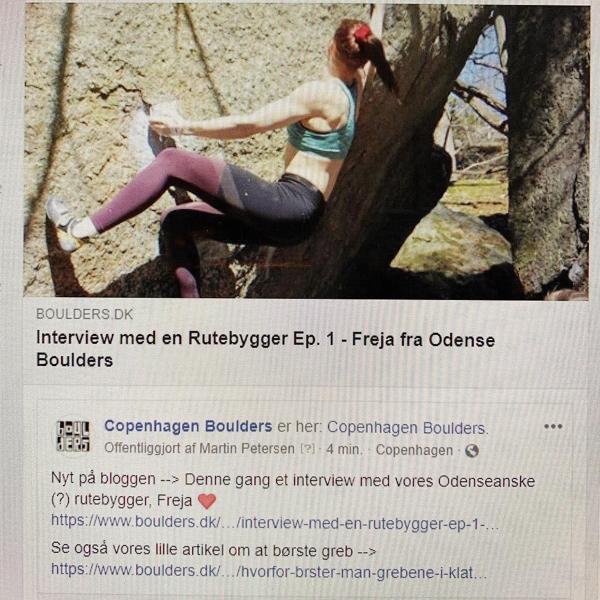 BOULDERS.DK
Interview med en Rutebygger Ep. 1 - Freja fra Odense
Boulders
BOUL
DERS
Copenhagen Boulders er her: Copenhagen Boulders.
Offentliggjort af Martin Petersen [?] · 4 min. · Copenhagen ·
Nyt på bloggen --> Denne gang et interview med vores Odenseanske
(?) rutebygger, Freja ❤️
https://www.boulders.dk/…/interview-med-en-rutebygger-ep-1-…
Se også vores lille artikel om at børste greb -->
https://www.boulders.dk/…/hvorfor-brster-man-grebene-i-klat…